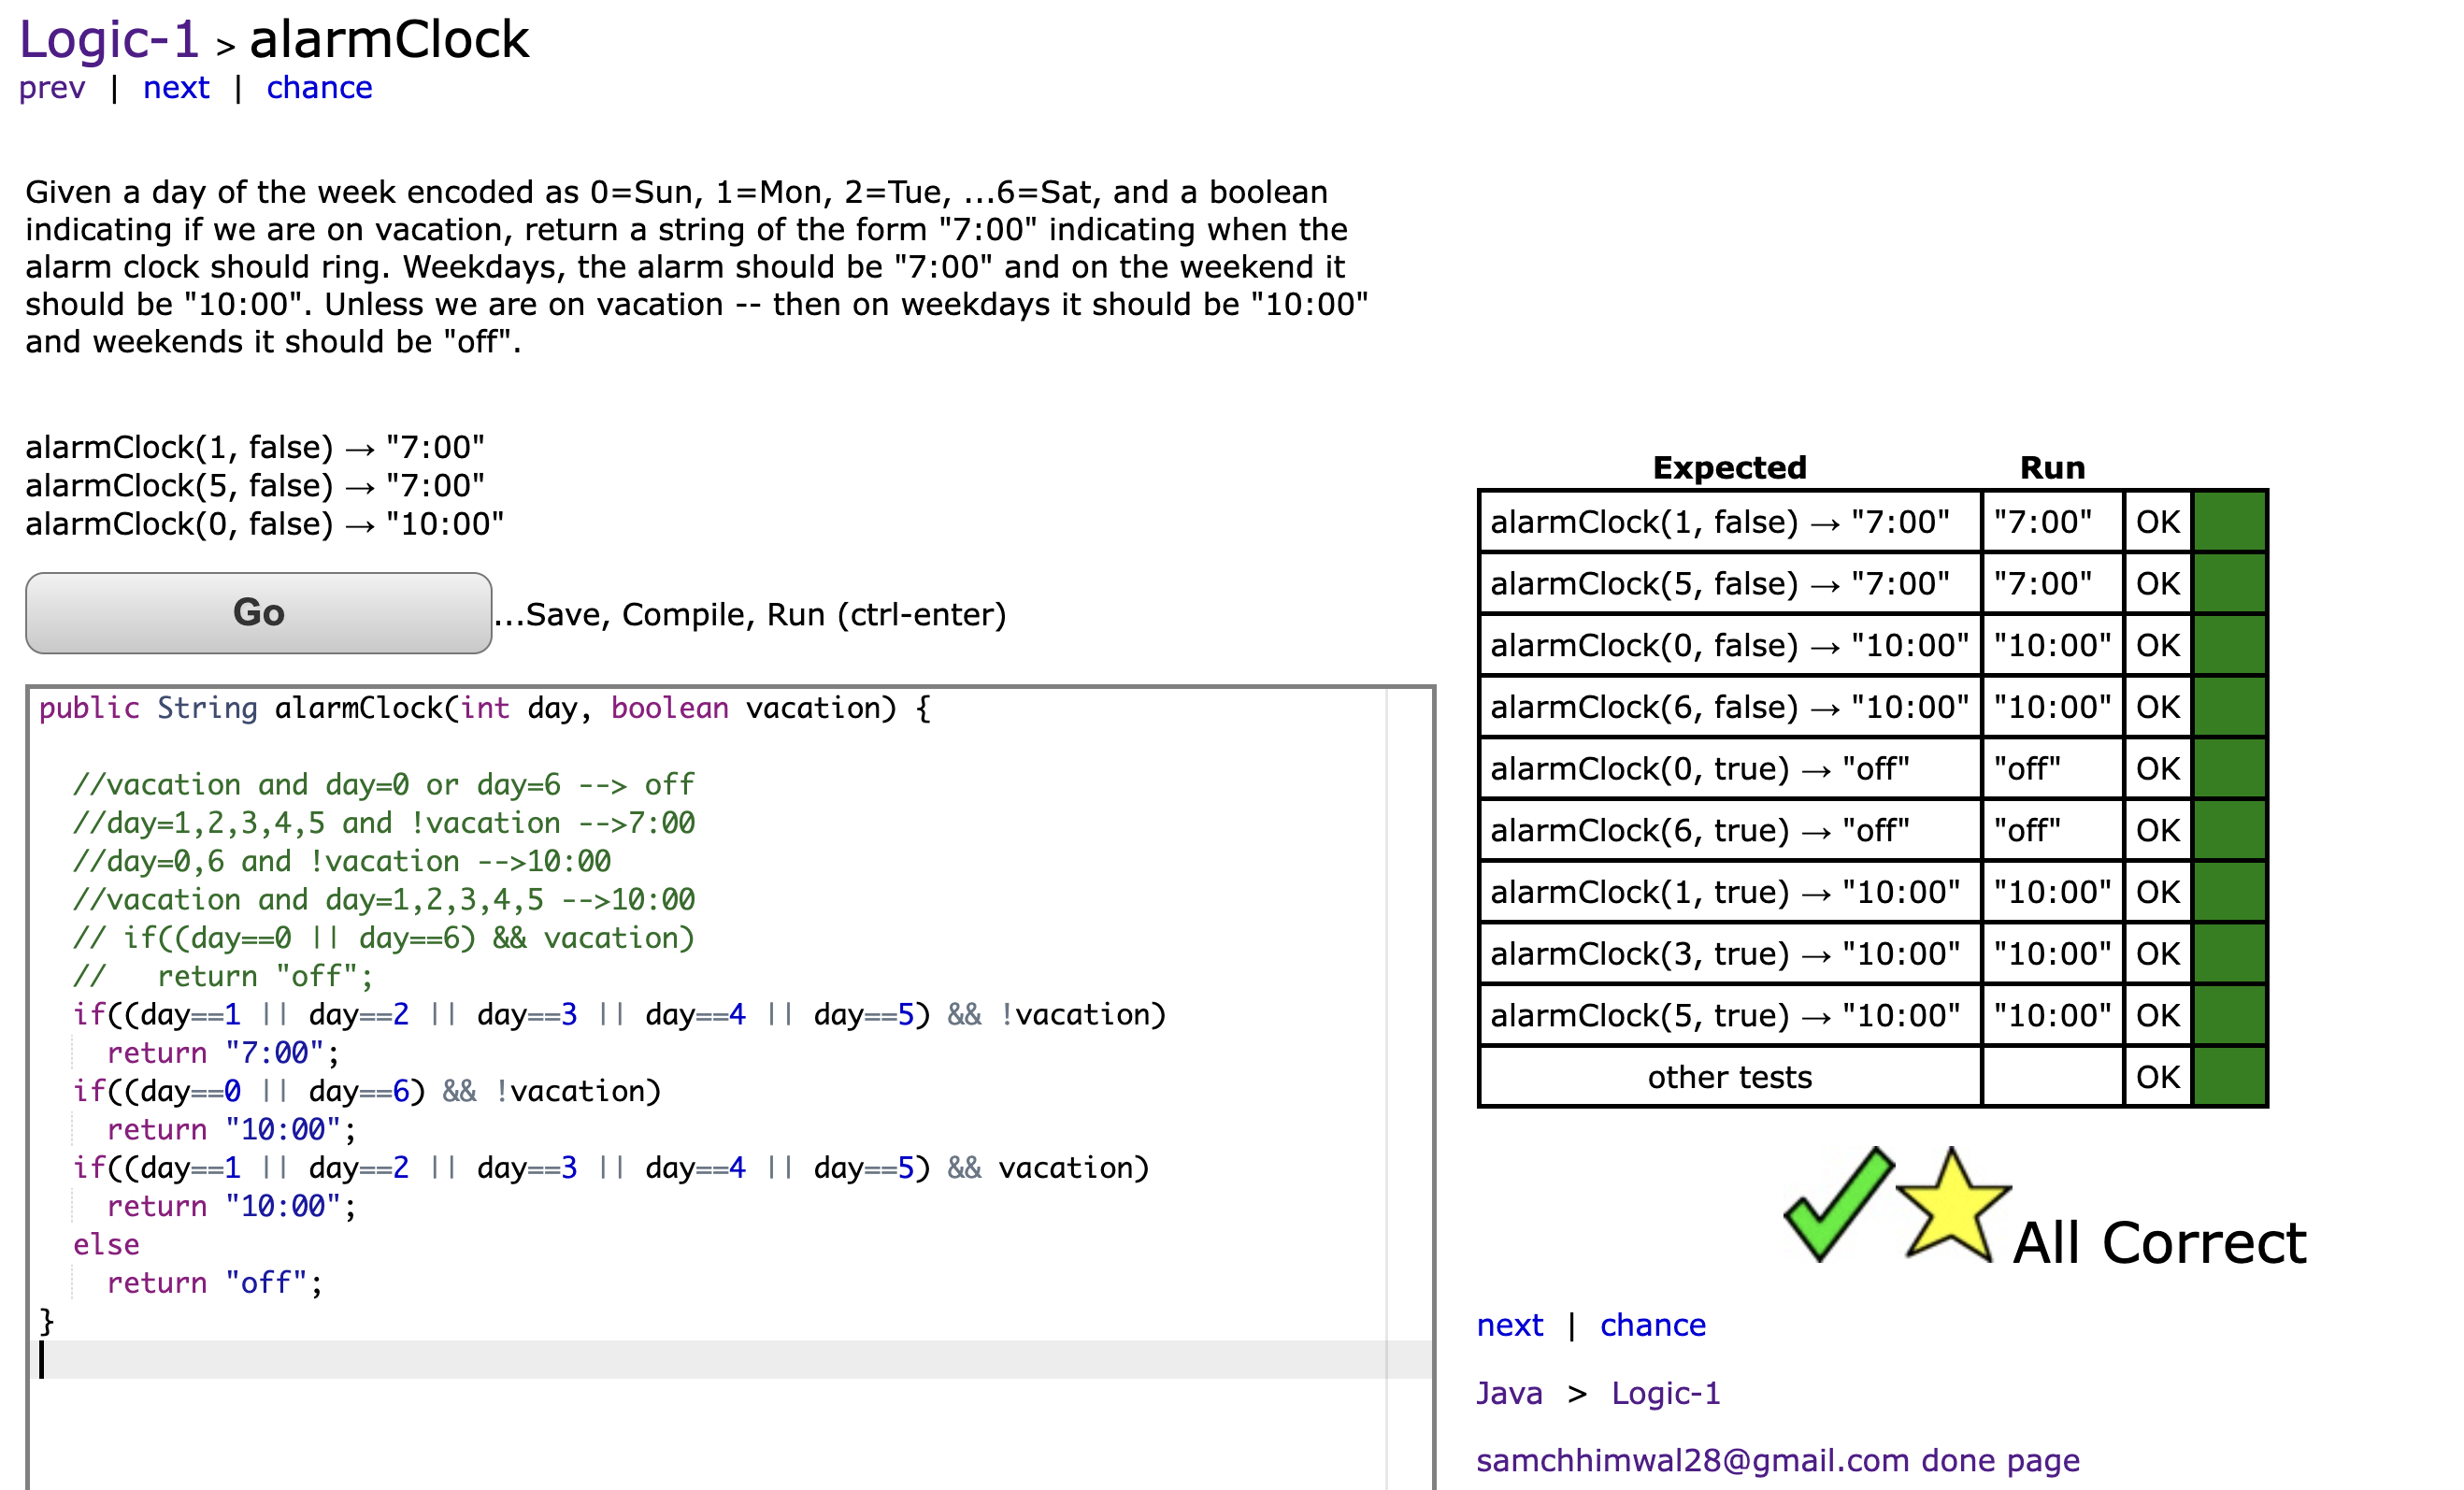 Logic-1 > alarmClock
prev | next | chance
Given a day of the week encoded as 0=Sun, 1=Mon, 2=Tue, ...6=Sat, and a boolean
indicating if we are on vacation, return a string of the form "7:00" indicating when the
alarm clock should ring. Weekdays, the alarm should be "7:00" and on the weekend it
should be "10:00". Unless we are on vacation -- then on weekdays it should be "10:00"
and weekends it should be "off".
alarmClock(1, false) → "7:00"
alarmClock(5, false) → "7:00"
alarmClock(0, false) → "10:00"
Go ...Save, Compile, Run (ctrl-enter)
public String alarmClock(int day, boolean vacation) {
//vacation and day=0 or day=6 --> off
//day=1,2,3,4,5 and !vacation -->7:00
//day=0,6 and !vacation -->10:00
//vacation and day=1,2,3,4,5 -->10:00
// if((day==0 || day==6) && vacation)
//   return "off";
if((day==1 || day==2 || day==3 || day==4 || day==5) && !vacation)
return "7:00";
if((day==0 || day==6) && !vacation)
return "10:00";
if((day==1 || day==2 || day==3 || day==4 || day==5) && vacation)
return "10:00";
else
return "off";
}
Expected Run
alarmClock(1, false) → "7:00" "7:00" OK
alarmClock(5, false) → "7:00" "7:00" OK
alarmClock(0, false) → "10:00" "10:00" OK
alarmClock(6, false) → "10:00" "10:00" OK
alarmClock(0, true) → "off" "off" OK
alarmClock(6, true) → "off" "off" OK
alarmClock(1, true) → "10:00" "10:00" OK
alarmClock(3, true) → "10:00" "10:00" OK
alarmClock(5, true) → "10:00" "10:00" OK
other tests OK
All Correct
next | chance
Java > Logic-1
samchhimwal28@gmail.com done page